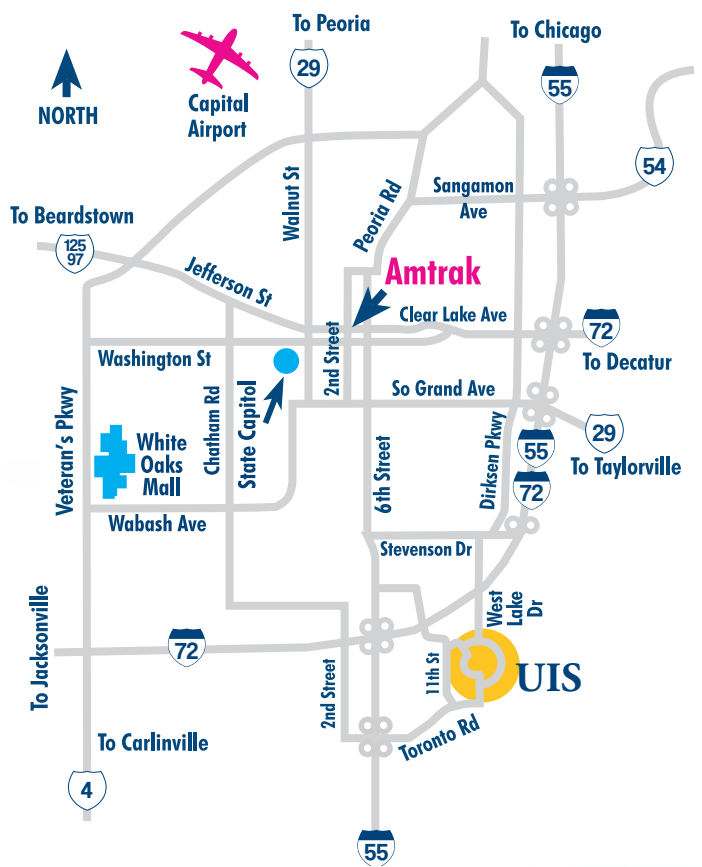 To Peoria
To Chicago
29
55
NORTH
Capital
Airport
54
Walnut St
Sangamon
Ave
Peoria Rd
To Beardstown
125
97
Jefferson St
Amtrak
Clear Lake Ave
72
To Decatur
Washington St
2nd Street
So Grand Ave
Veteran's Pkwy
White
Oaks
Mall
Chatham Rd
State Capitol
6th Street
Dirksen Pkwy
29
To Taylorville
55
72
Wabash Ave
Stevenson Dr
West
Lake
Dr
To Jacksonville
72
2nd Street
11th St
UIS
Toronto Rd
To Carlinville
4
55